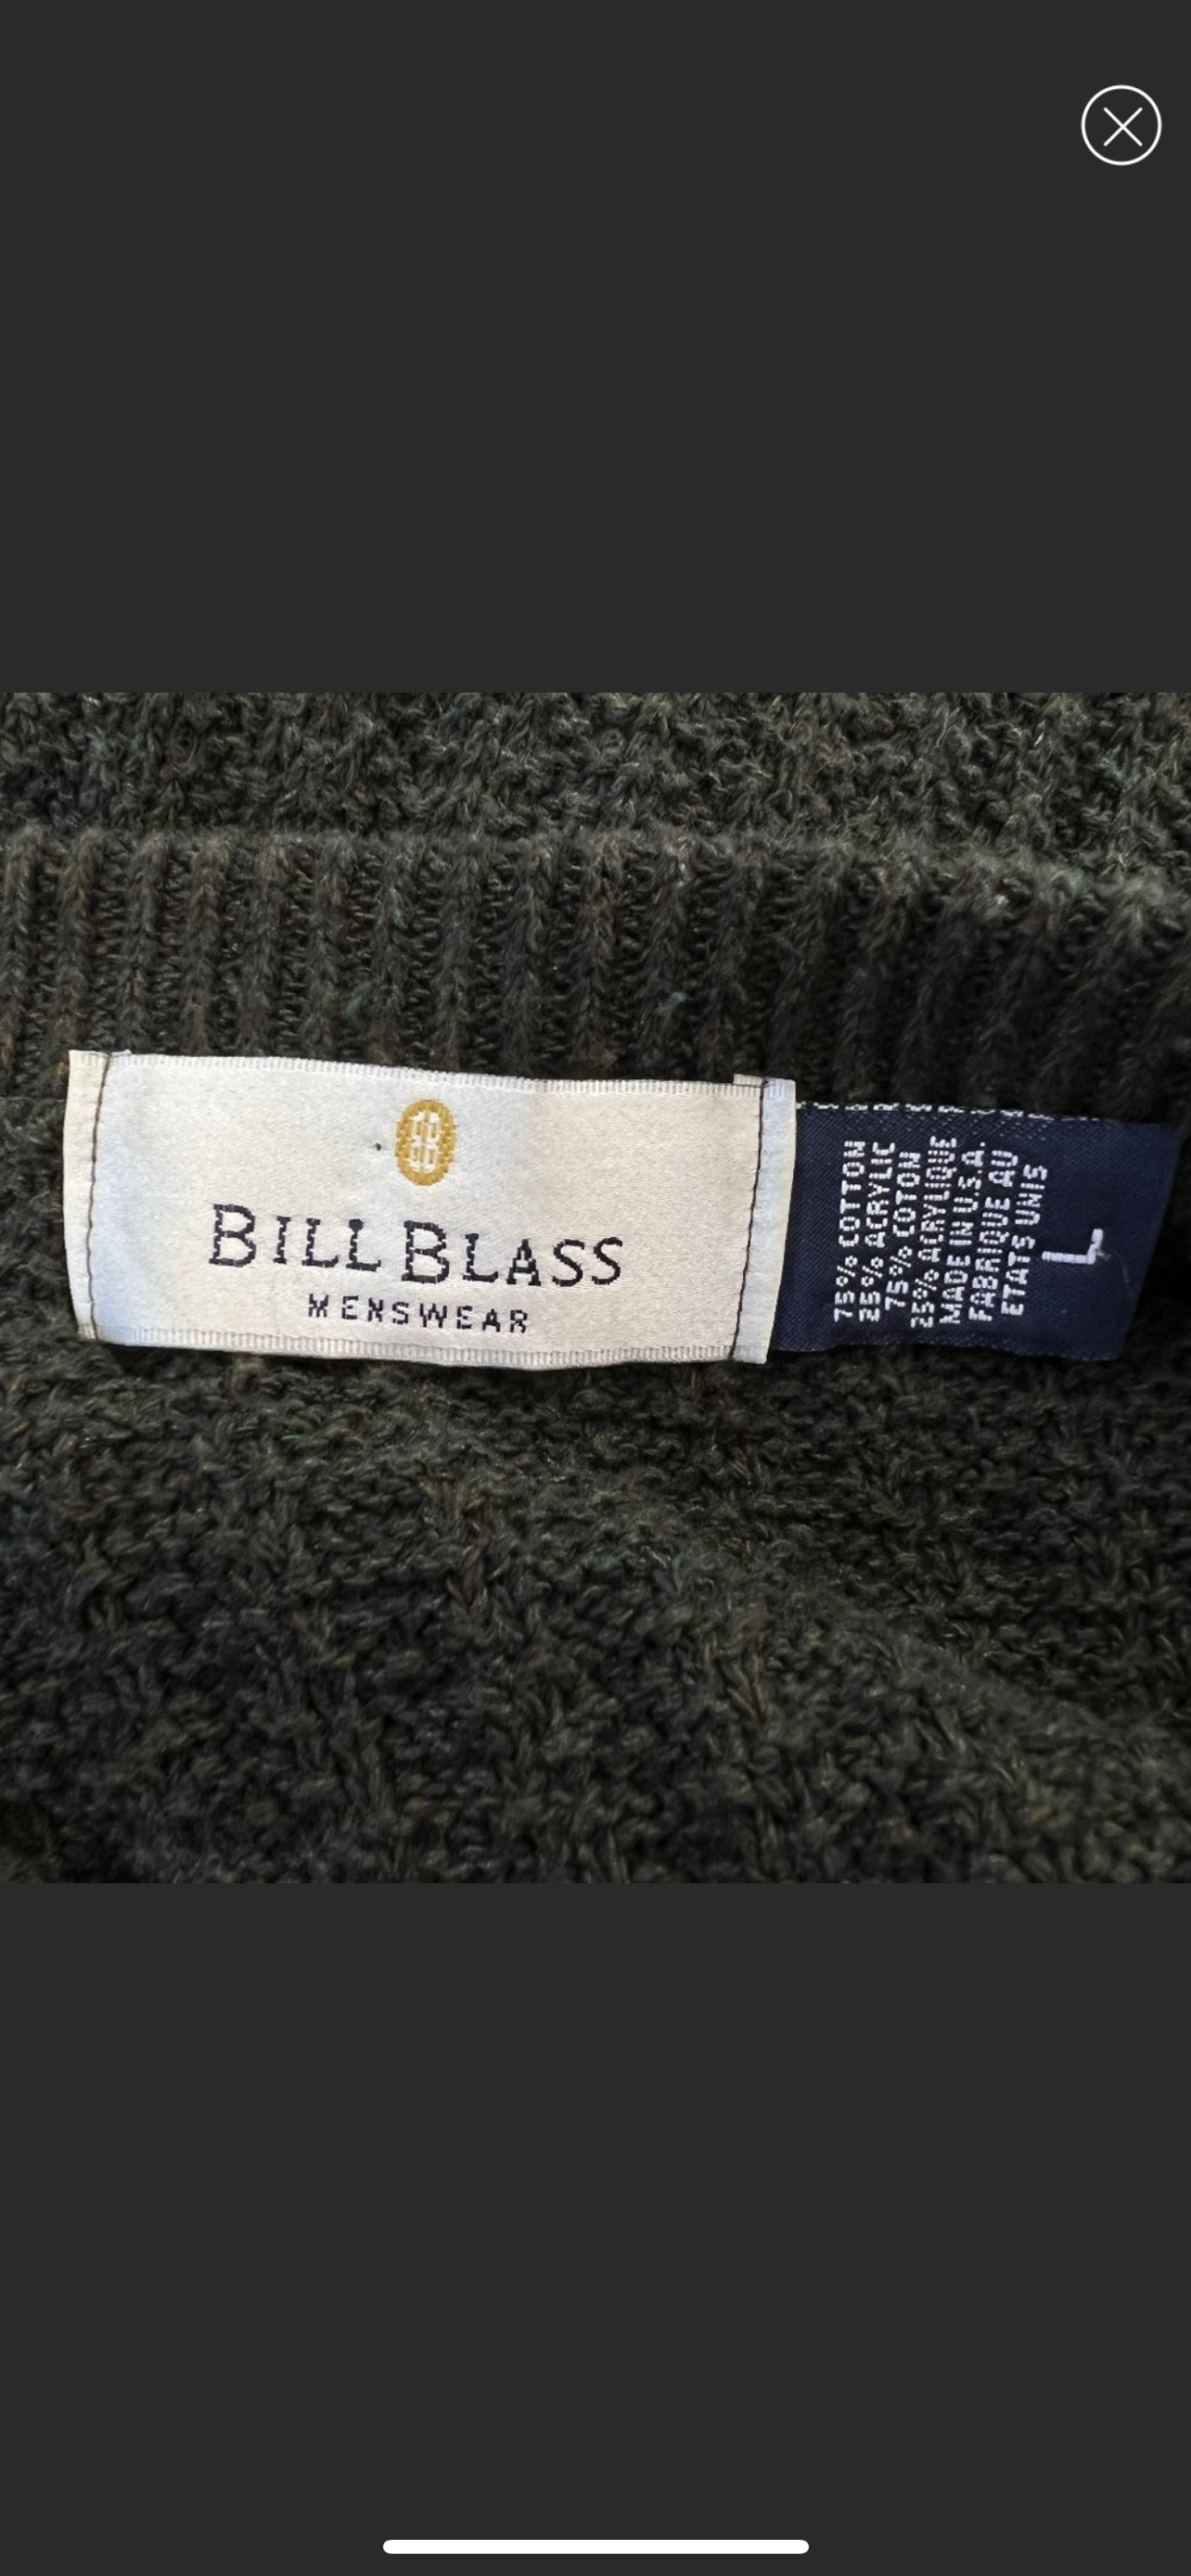 BILL BLASS
MENSWEAR
75% COTTON
25% ACRYLIC
75% COTON
25% ACRYLIQUE
MADE IN U.S.A.
FABRIQUE AU
ETATS UNIS
L